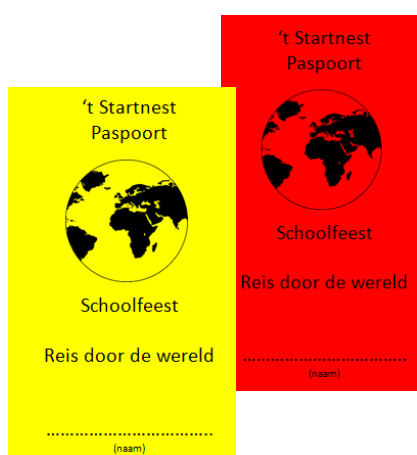 ‘t Startnest
Paspoort
Schoolfeest
Reis door de wereld
……………………………..
(naam)
‘t Startnest
Paspoort
Schoolfeest
Reis door de wereld
……………………………..
(naam)